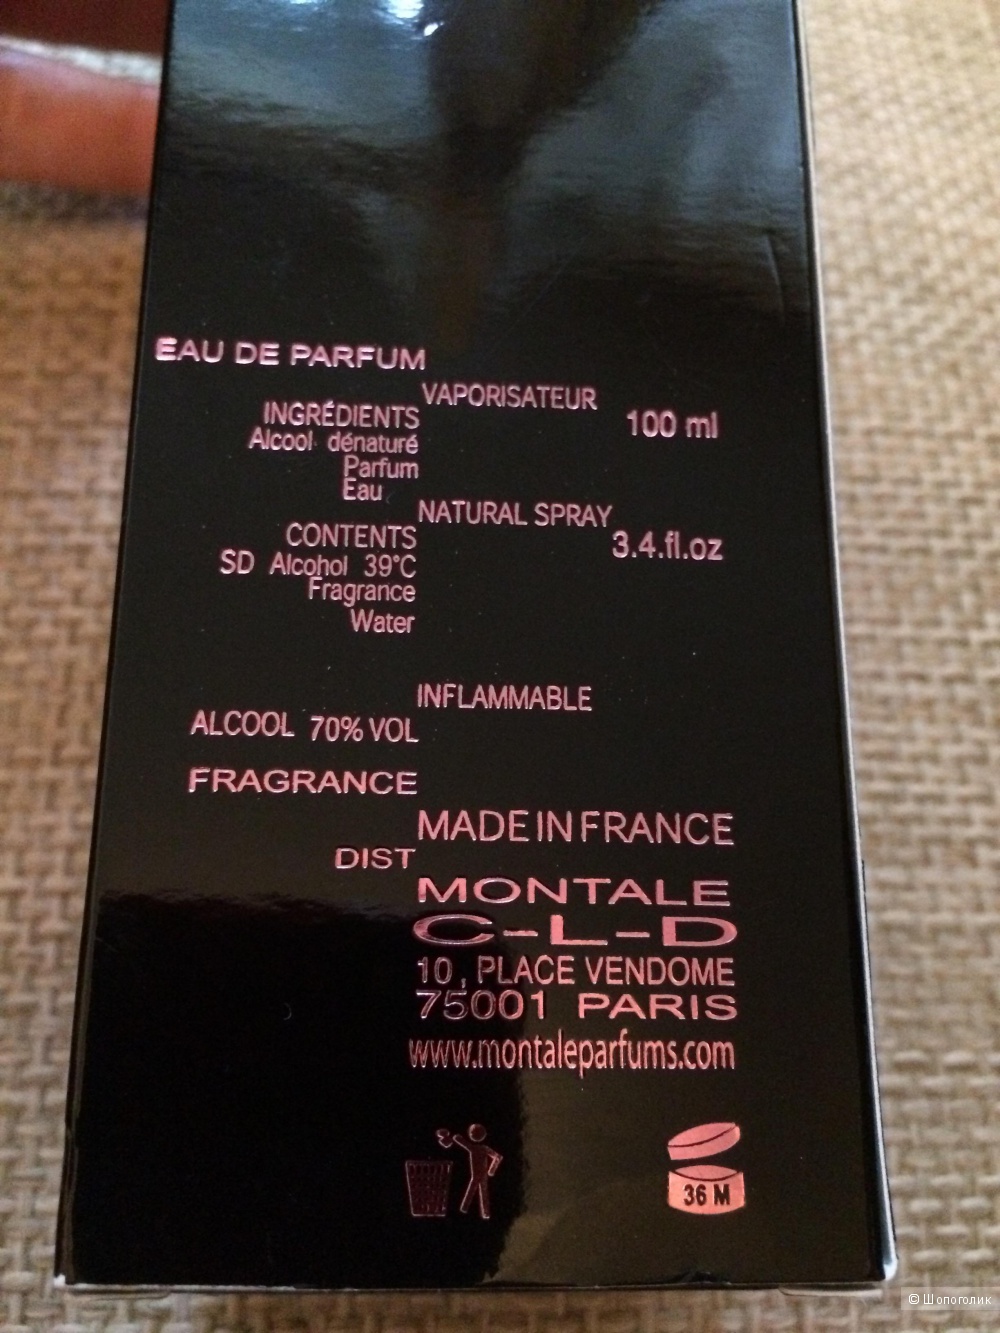 EAU DE PARFUM
VAPORISATEUR
100 ml
INGRÉDIENTS
Alcool dénaturé
Parfum
Eau
NATURAL SPRAY
3.4.fl.oz
CONTENTS
SD Alcohol 39°C
Fragrance
Water
INFLAMMABLE
ALCOOL 70% VOL
FRAGRANCE
MADE IN FRANCE
DIST
MONTALE
C-L-D
10, PLACE VENDOME
75001 PARIS
www.montaleparfums.com
36 M
© Шопоголик